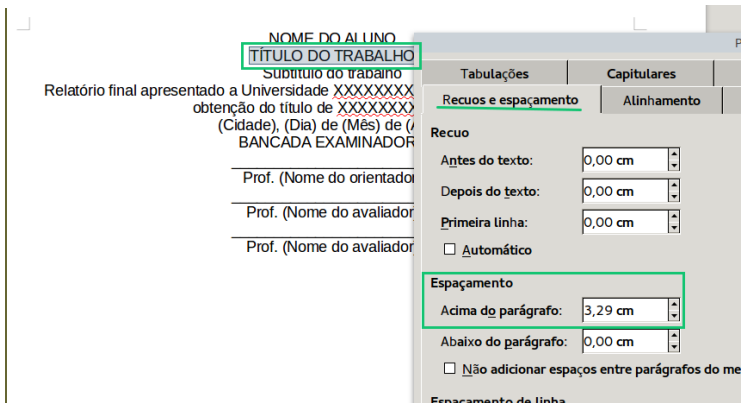 NOME DO ALUNO
TÍTULO DO TRABALHO
Subtítulo do trabalho
Relatório final apresentado a Universidade XXXXXXXX
obtenção do título de XXXXXXXX
(Cidade), (Dia) de (Mês) de
BANCADA EXAMINADOR
Prof. (Nome do orientador
Prof. (Nome do avaliador
Prof. (Nome do avaliador
P
Tabulações Capitulares
Recuos e espaçamento Alinhamento
Recuo
Antes do texto: 0,00 cm
Depois do texto: 0,00 cm
Primeira linha: 0,00 cm
Automático
Espaçamento
Acima do parágrafo: 3,29 cm
Abaixo do parágrafo: 0,00 cm
Não adicionar espaços entre parágrafos do me
Espaçamento de linha